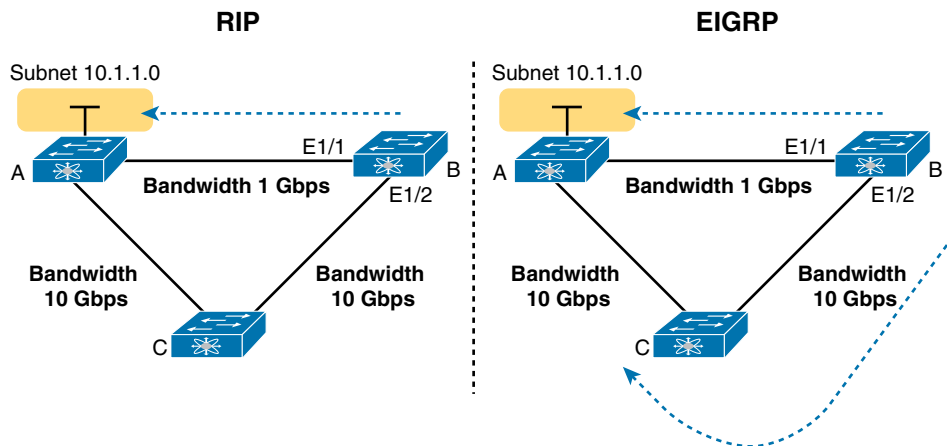 RIP
Subnet 10.1.1.0
A
E1/1
B
Bandwidth 1 Gbps
E1/2
Bandwidth
10 Gbps
Bandwidth
10 Gbps
C
EIGRP
Subnet 10.1.1.0
A
E1/1
B
Bandwidth 1 Gbps
E1/2
Bandwidth
10 Gbps
Bandwidth
10 Gbps
C